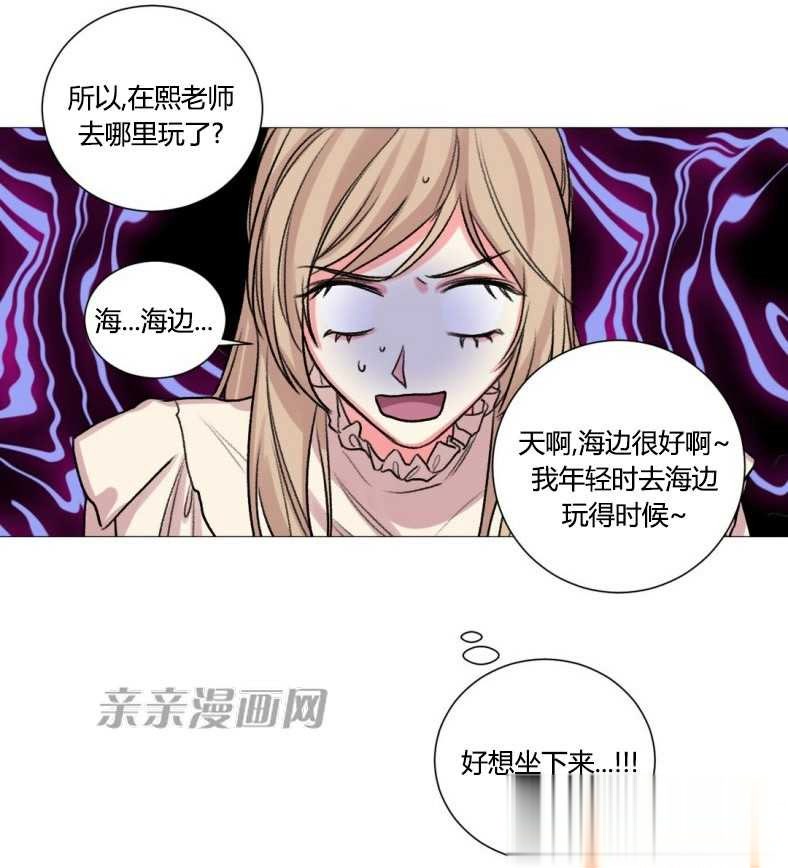 所以,在熙老师
去哪里玩了?
海...海边...
天啊,海边很好啊~
我年轻时去海边
玩得时候~
亲亲漫画网
好想坐下来...!!!